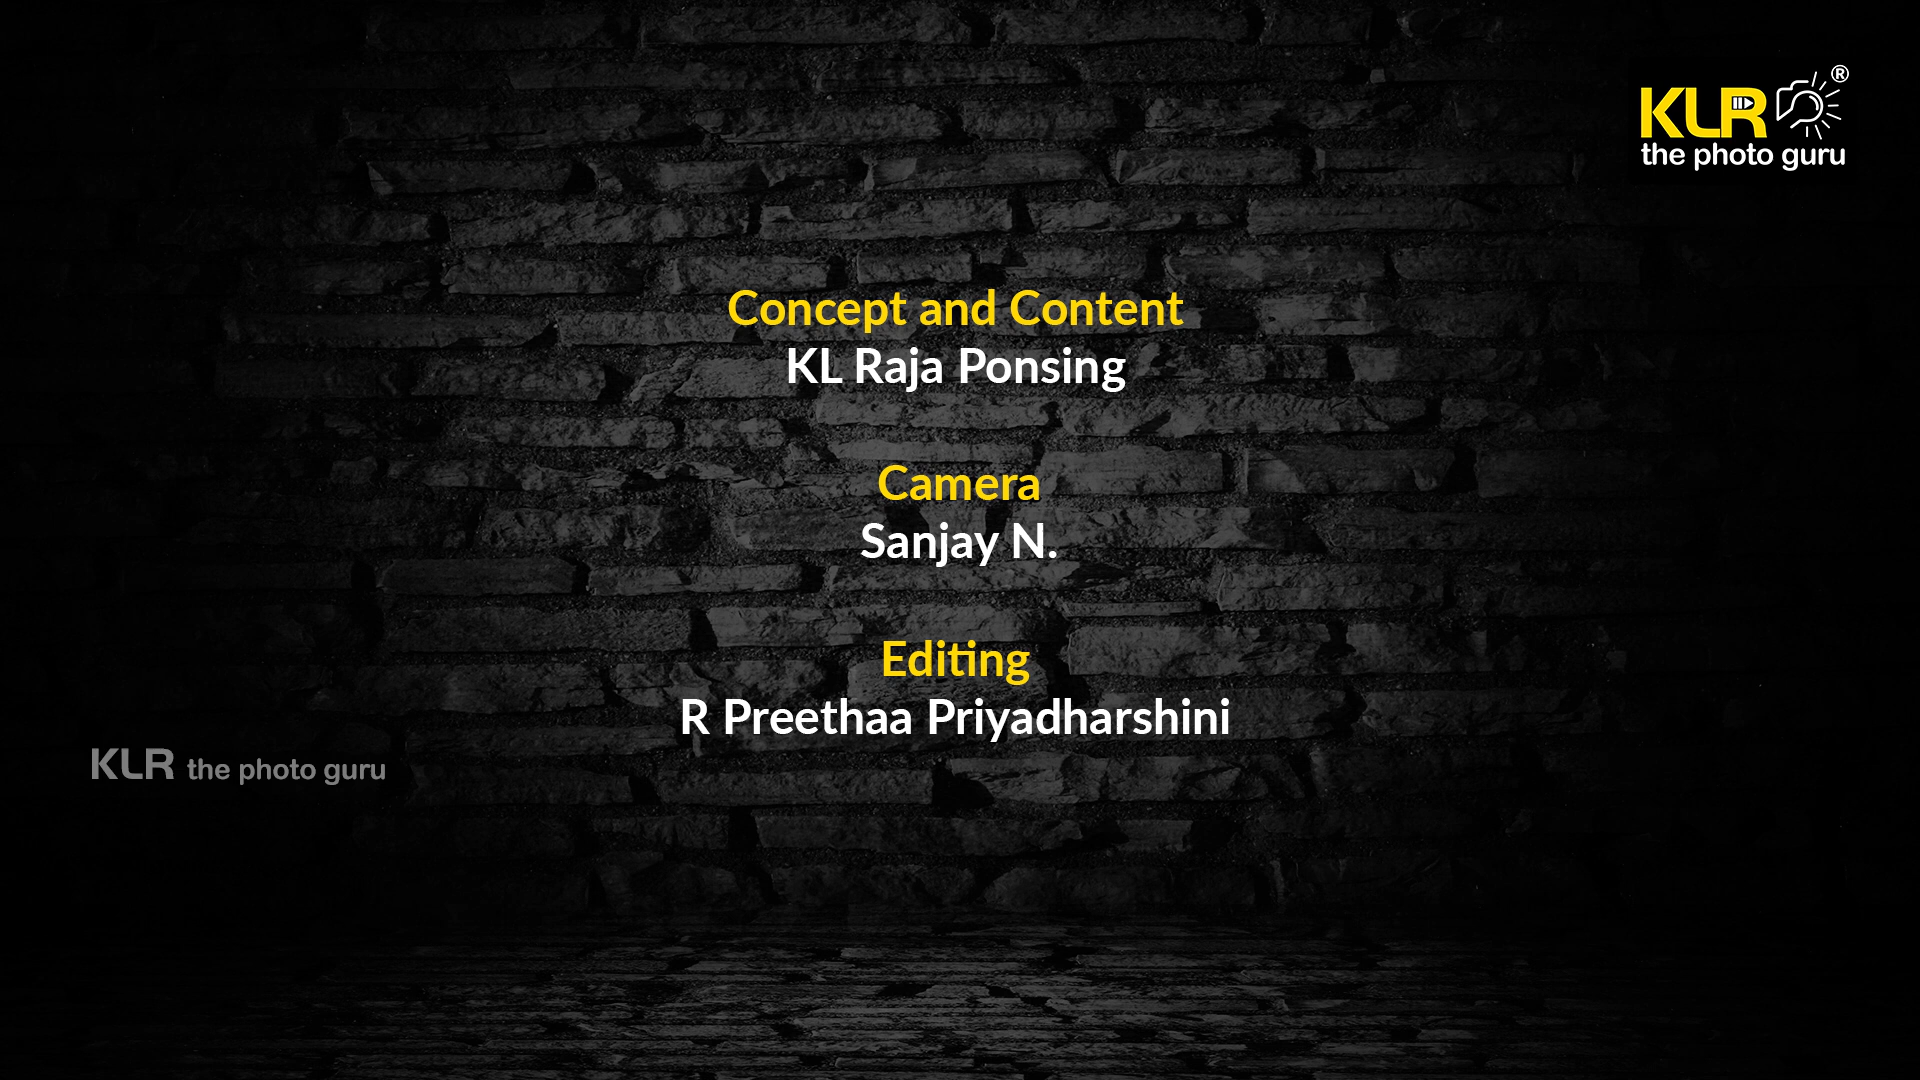 KLR ®
the photo guru
Concept and Content
KL Raja Ponsing
Camera
Sanjay N.
Editing
R Preethaa Priyadharshini
KLR the photo guru